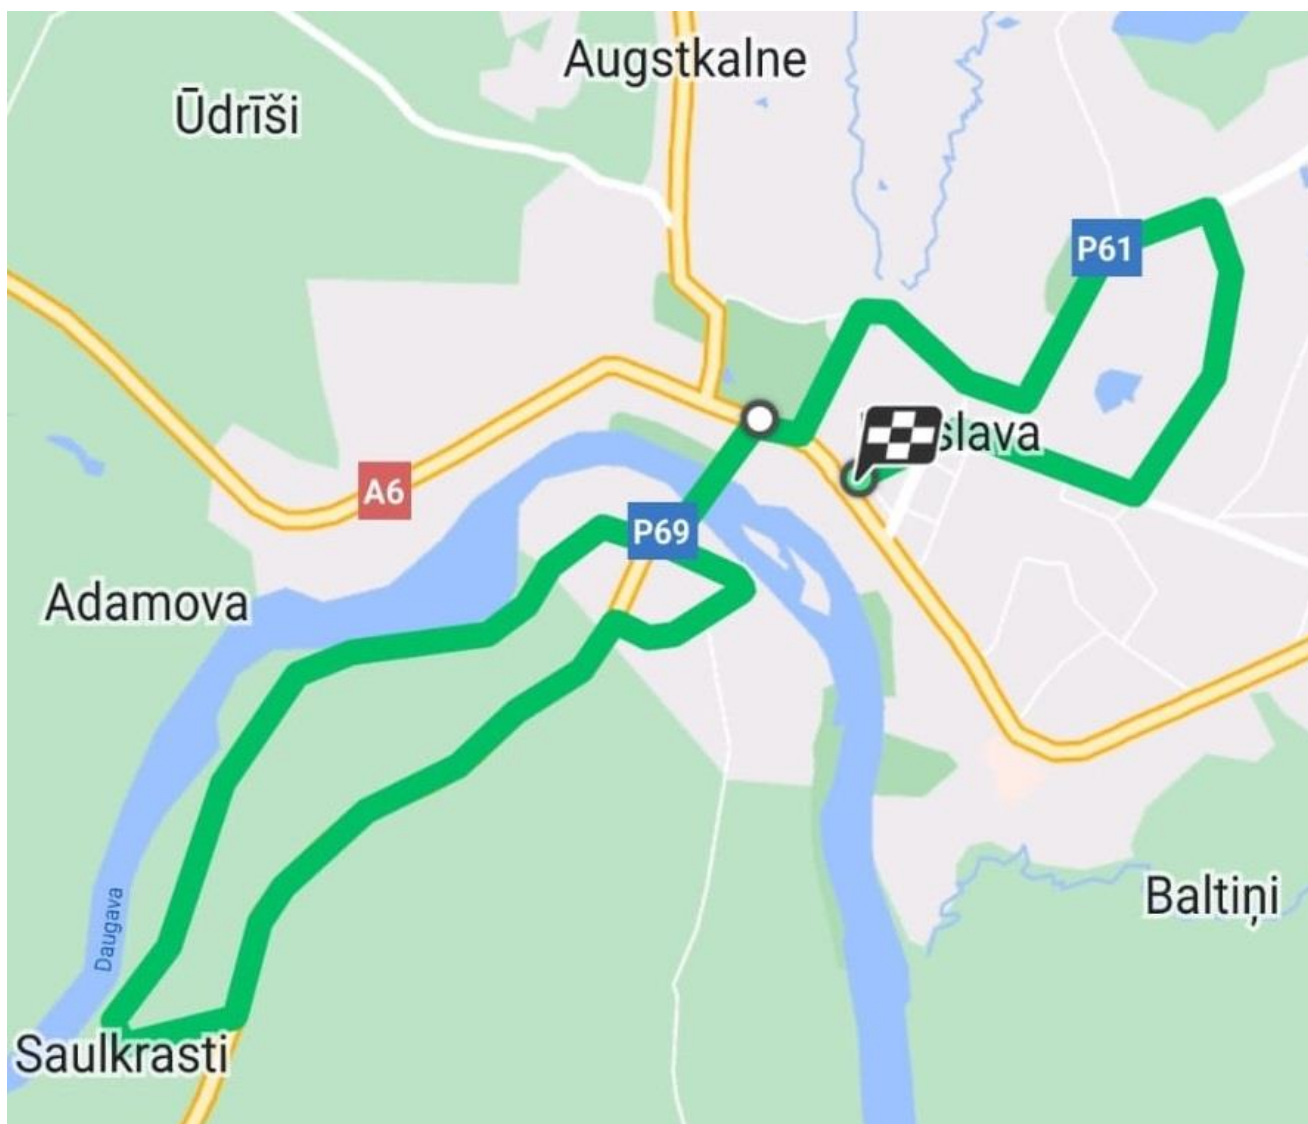 Augstkalne
Ūdrīši
P61
slava
A6
P69
Adamova
Baltiņi
Daugava
Saulkrasti